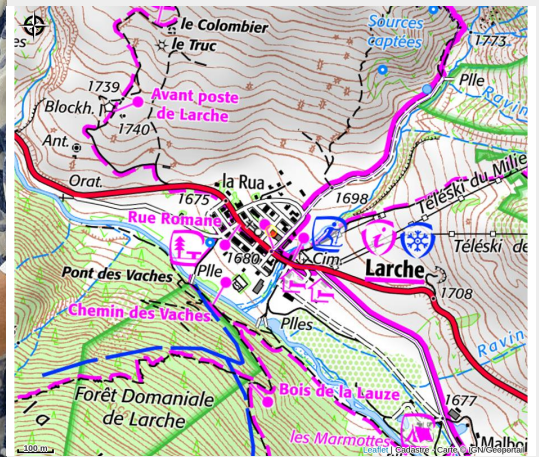 le Colombier
le Truc
Sources
captées
1773
es
1739
Avant poste
de Larche
Blockh.
1740
Plle
Ravin
Ant.
Orat.
la Rua
1675
1698
Téléski du Milie
Rue Romane
Téléski de
1680
Cim.
Plle
Larche
Pont des Vaches
1708
Chemin des Vaches
Plles
Ravin
Bois de la Lauze
Forêt Domaniale
de Larche
1677
les Marmottes
Malboi
100 m
Leaflet | Cadastre - Carte © IGN/Geoportail